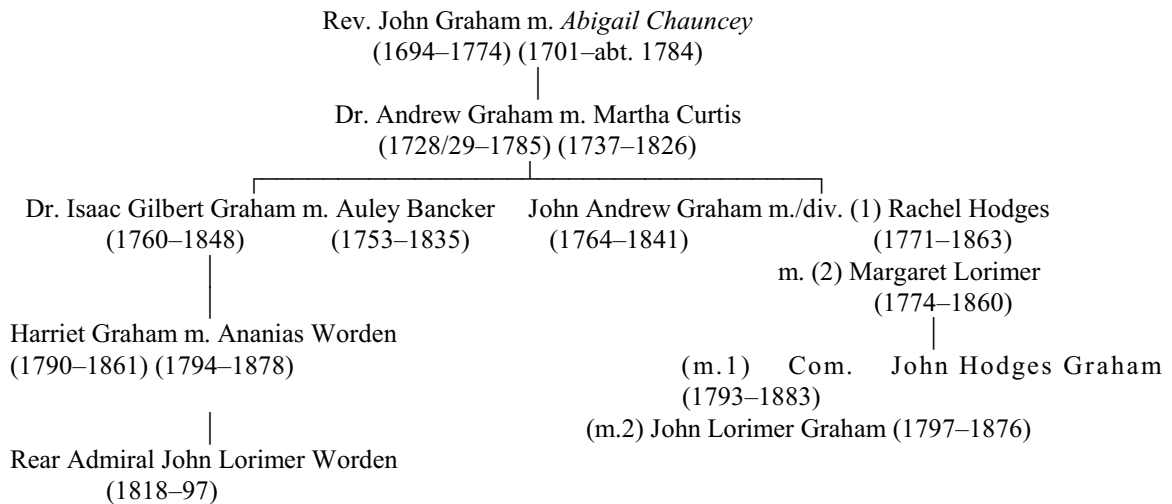 Rev. John Graham m. Abigail Chauncey
(1694–1774) (1701–abt. 1784)
Dr. Andrew Graham m. Martha Curtis
(1728/29–1785) (1737–1826)
Dr. Isaac Gilbert Graham m. Auley Bancker John Andrew Graham m./div. (1) Rachel Hodges
(1760–1848) (1753–1835) (1764–1841) (1771–1863)
m. (2) Margaret Lorimer
(1774–1860)
Harriet Graham m. Ananias Worden
(1790–1861) (1794–1878)
(m.1) Com. John Hodges Graham
(1793–1883)
(m.2) John Lorimer Graham (1797–1876)
Rear Admiral John Lorimer Worden
(1818–97)